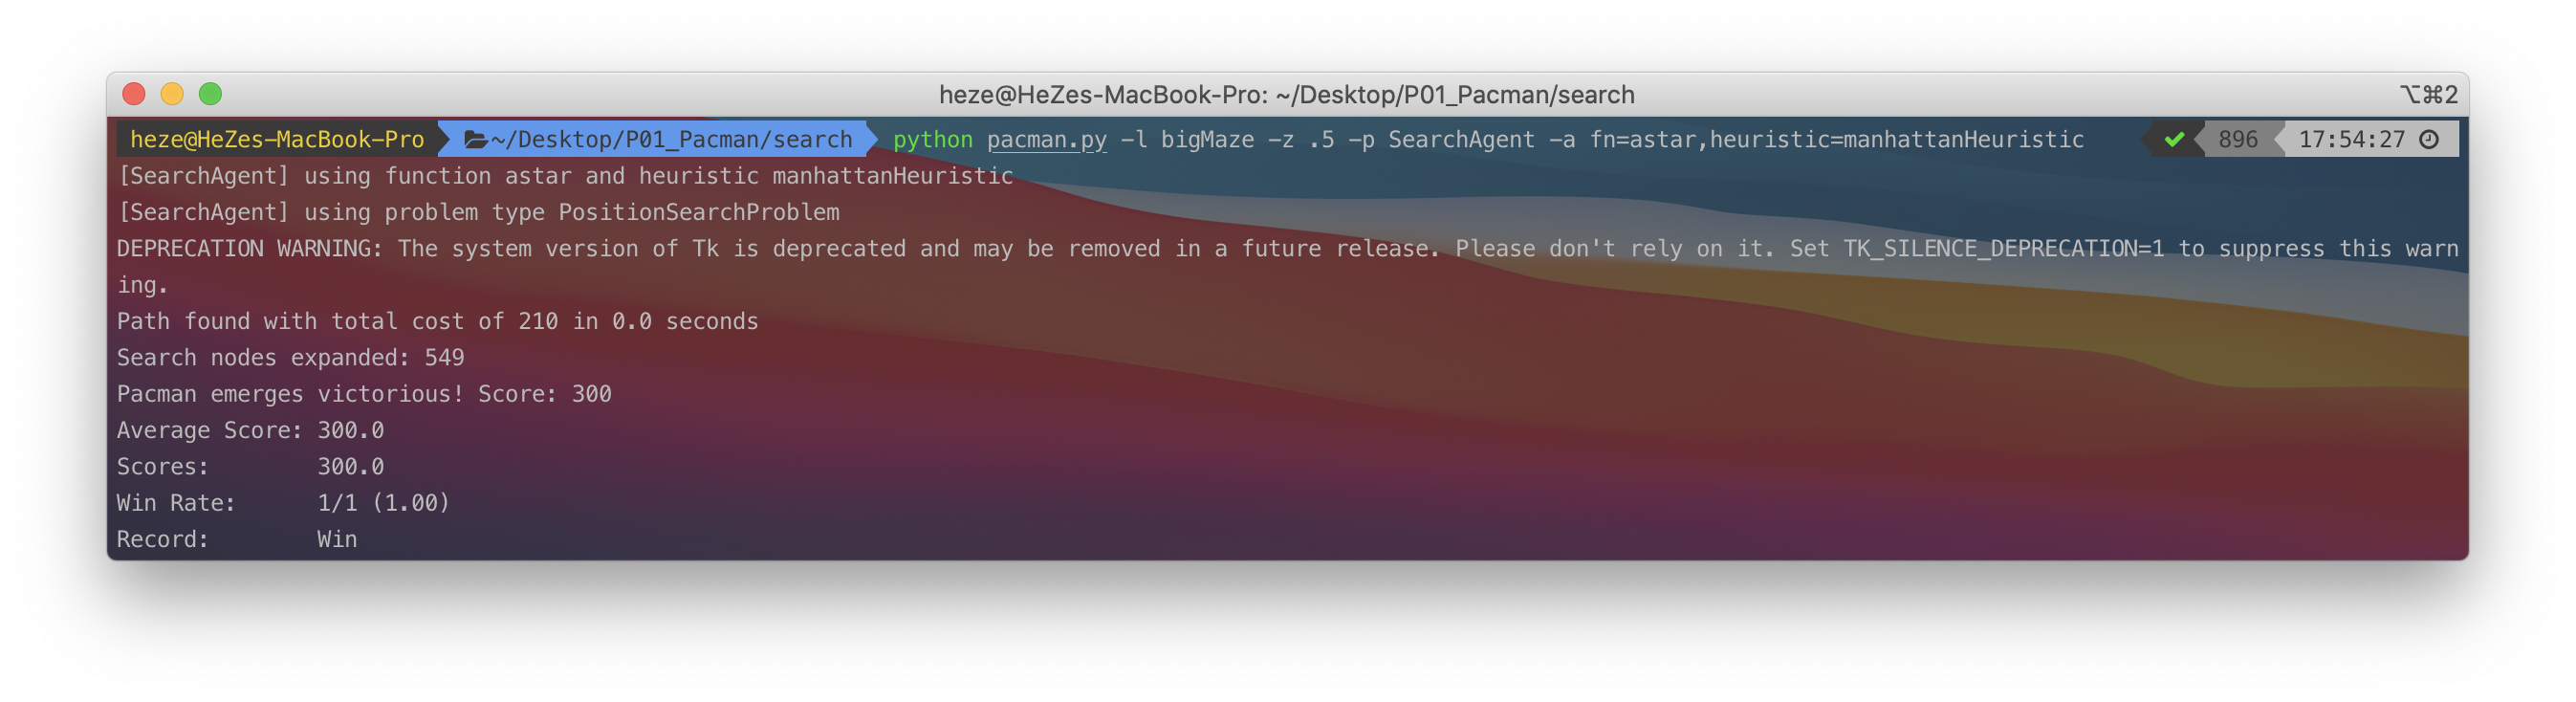 heze@HeZes-MacBook-Pro: ~/Desktop/P01_Pacman/search ⌥⌘2
heze@HeZes-MacBook-Pro ~/Desktop/P01_Pacman/search python pacman.py -l bigMaze -z .5 -p SearchAgent -a fn=astar,heuristic=manhattanHeuristic ✔ 896 17:54:27
[SearchAgent] using function astar and heuristic manhattanHeuristic
[SearchAgent] using problem type PositionSearchProblem
DEPRECATION WARNING: The system version of Tk is deprecated and may be removed in a future release. Please don't rely on it. Set TK_SILENCE_DEPRECATION=1 to suppress this warn
ing.
Path found with total cost of 210 in 0.0 seconds
Search nodes expanded: 549
Pacman emerges victorious! Score: 300
Average Score: 300.0
Scores:        300.0
Win Rate:      1/1 (1.00)
Record:        Win